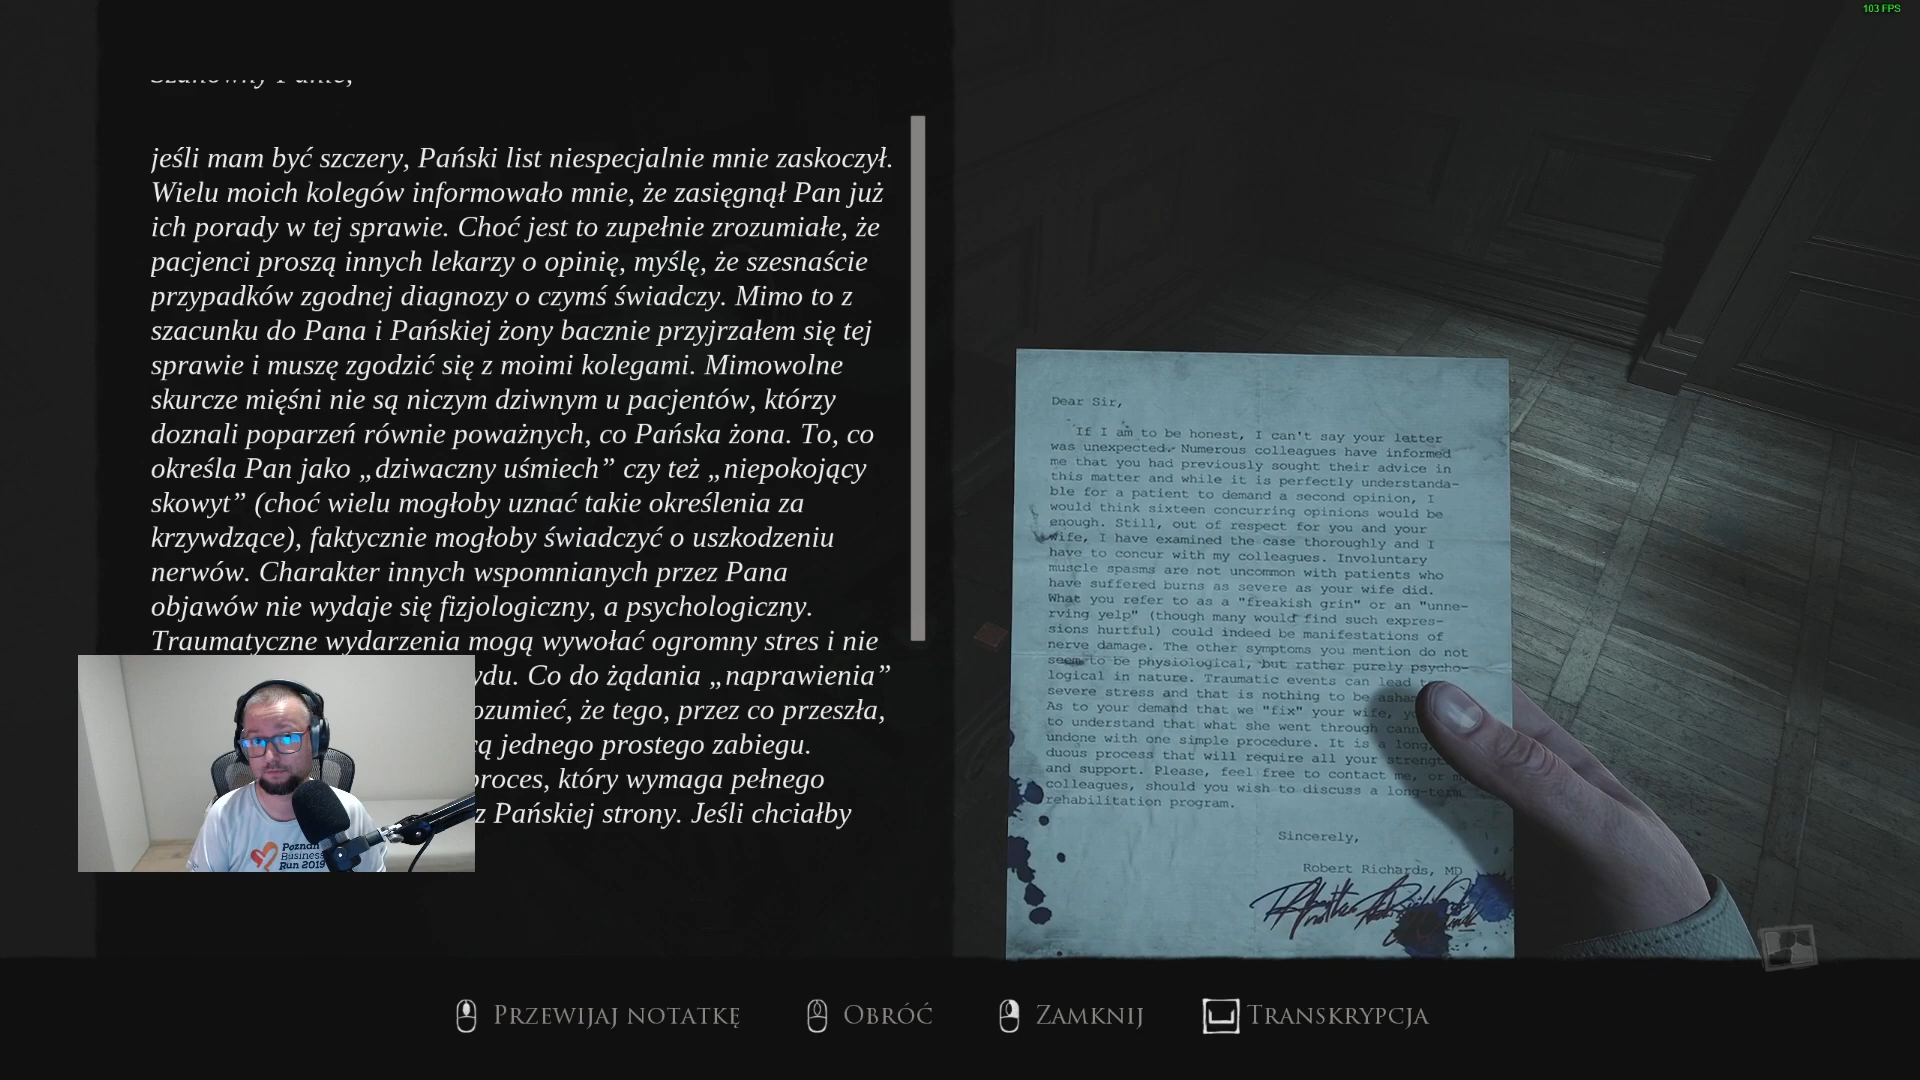 103 FPS
jeśli mam być szczery, Pański list niespecjalnie mnie zaskoczył.
Wielu moich kolegów informowało mnie, że zasięgnął Pan już
ich porady w tej sprawie. Choć jest to zupełnie zrozumiałe, że
pacjenci proszą innych lekarzy o opinię, myślę, że szesnaście
przypadków zgodnej diagnozy o czymś świadczy. Mimo to z
szacunku do Pana i Pańskiej żony bacznie przyjrzałem się tej
sprawie i muszę zgodzić się z moimi kolegami. Mimowolne
skurcze mięśni nie są niczym dziwnym u pacjentów, którzy
doznali poparzeń równie poważnych, co Pańska żona. To, co
określa Pan jako „dziwaczny uśmiech” czy też „niepokojący
skowyt” (choć wielu mogłoby uznać takie określenia za
krzywdzące), faktycznie mogłoby świadczyć o uszkodzeniu
nerwów. Charakter innych wspomnianych przez Pana
objawów nie wydaje się fizjologiczny, a psychologiczny.
Traumatyczne wydarzenia mogą wywołać ogromny stres i nie
Co do żądania „naprawienia”
że tego, przez co przeszła,
jednego prostego zabiegu.
proces, który wymaga pełnego
z Pańskiej strony. Jeśli chciałby
Poznań
Business
Run 2019
Dear Sir,
If I am to be honest, I can't say your letter
was unexpected. Numerous colleagues have informed
me that you had previously sought their advice in
this matter and while it is perfectly understanda-
ble for a patient to demand a second opinion, I
would think sixteen concurring opinions would be
enough. Still, out of respect for you and your
wife, I have examined the case thoroughly and I
have to concur with my colleagues. Involuntary
muscle spasms are not uncommon with patients who
have suffered burns as severe as your wife did.
What you refer to as a "freakish grin" or an "unne-
rving yelp" (though many would find such expres-
sions hurtful) could indeed be manifestations of
nerve damage. The other symptoms you mention do not
seem to be physiological, but rather purely psycho-
logical in nature. Traumatic events can lead
severe stress and that is nothing to be
As to your demand that we "fix" your wife,
to understand that what she went through
undone with one simple procedure. It is a long,
duous process that will require all your
and support. Please, feel free to contact me, or
colleagues, should you wish to discuss a long-term
rehabilitation program.
Sincerely,
Robert Richards, MD
Przewijaj notatkę
Obróć
Zamknij
Transkrypcja